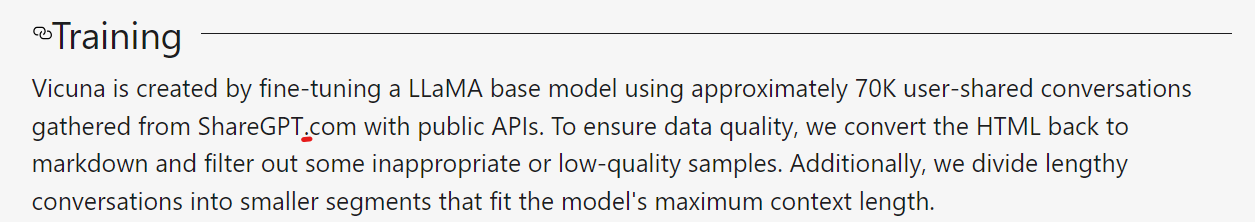 Training
Vicuna is created by fine-tuning a LLaMA base model using approximately 70K user-shared conversations
gathered from ShareGPT.com with public APIs. To ensure data quality, we convert the HTML back to
markdown and filter out some inappropriate or low-quality samples. Additionally, we divide lengthy
conversations into smaller segments that fit the model's maximum context length.